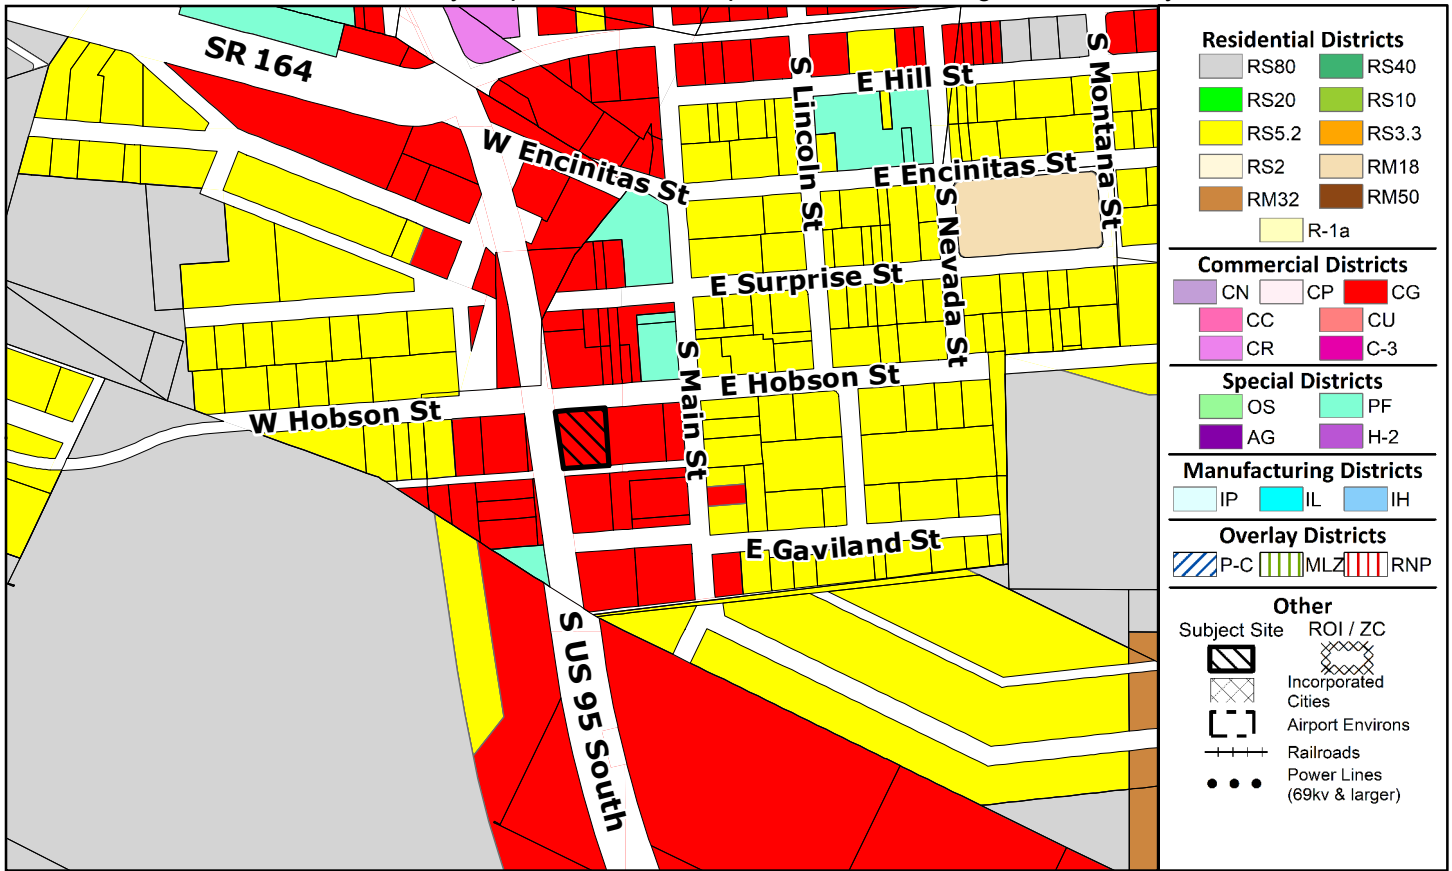 SR 164
W Encinitas St
S Lincoln St
E Hill St
S Montana St
E Encinitas St
S Nevada St
E Surprise St
S Main St
E Hobson St
W Hobson St
E Gaviland St
S US 95 South
Residential Districts
RS80 RS40
RS20 RS10
RS5.2 RS3.3
RS2 RM18
RM32 RM50
R-1a
Commercial Districts
CN CP CG
CC CU
CR C-3
Special Districts
OS PF
AG H-2
Manufacturing Districts
IP IL IH
Overlay Districts
P-C MLZ RNP
Other
Subject Site ROI / ZC
Incorporated
Cities
Airport Environs
Railroads
Power Lines
(69kv & larger)